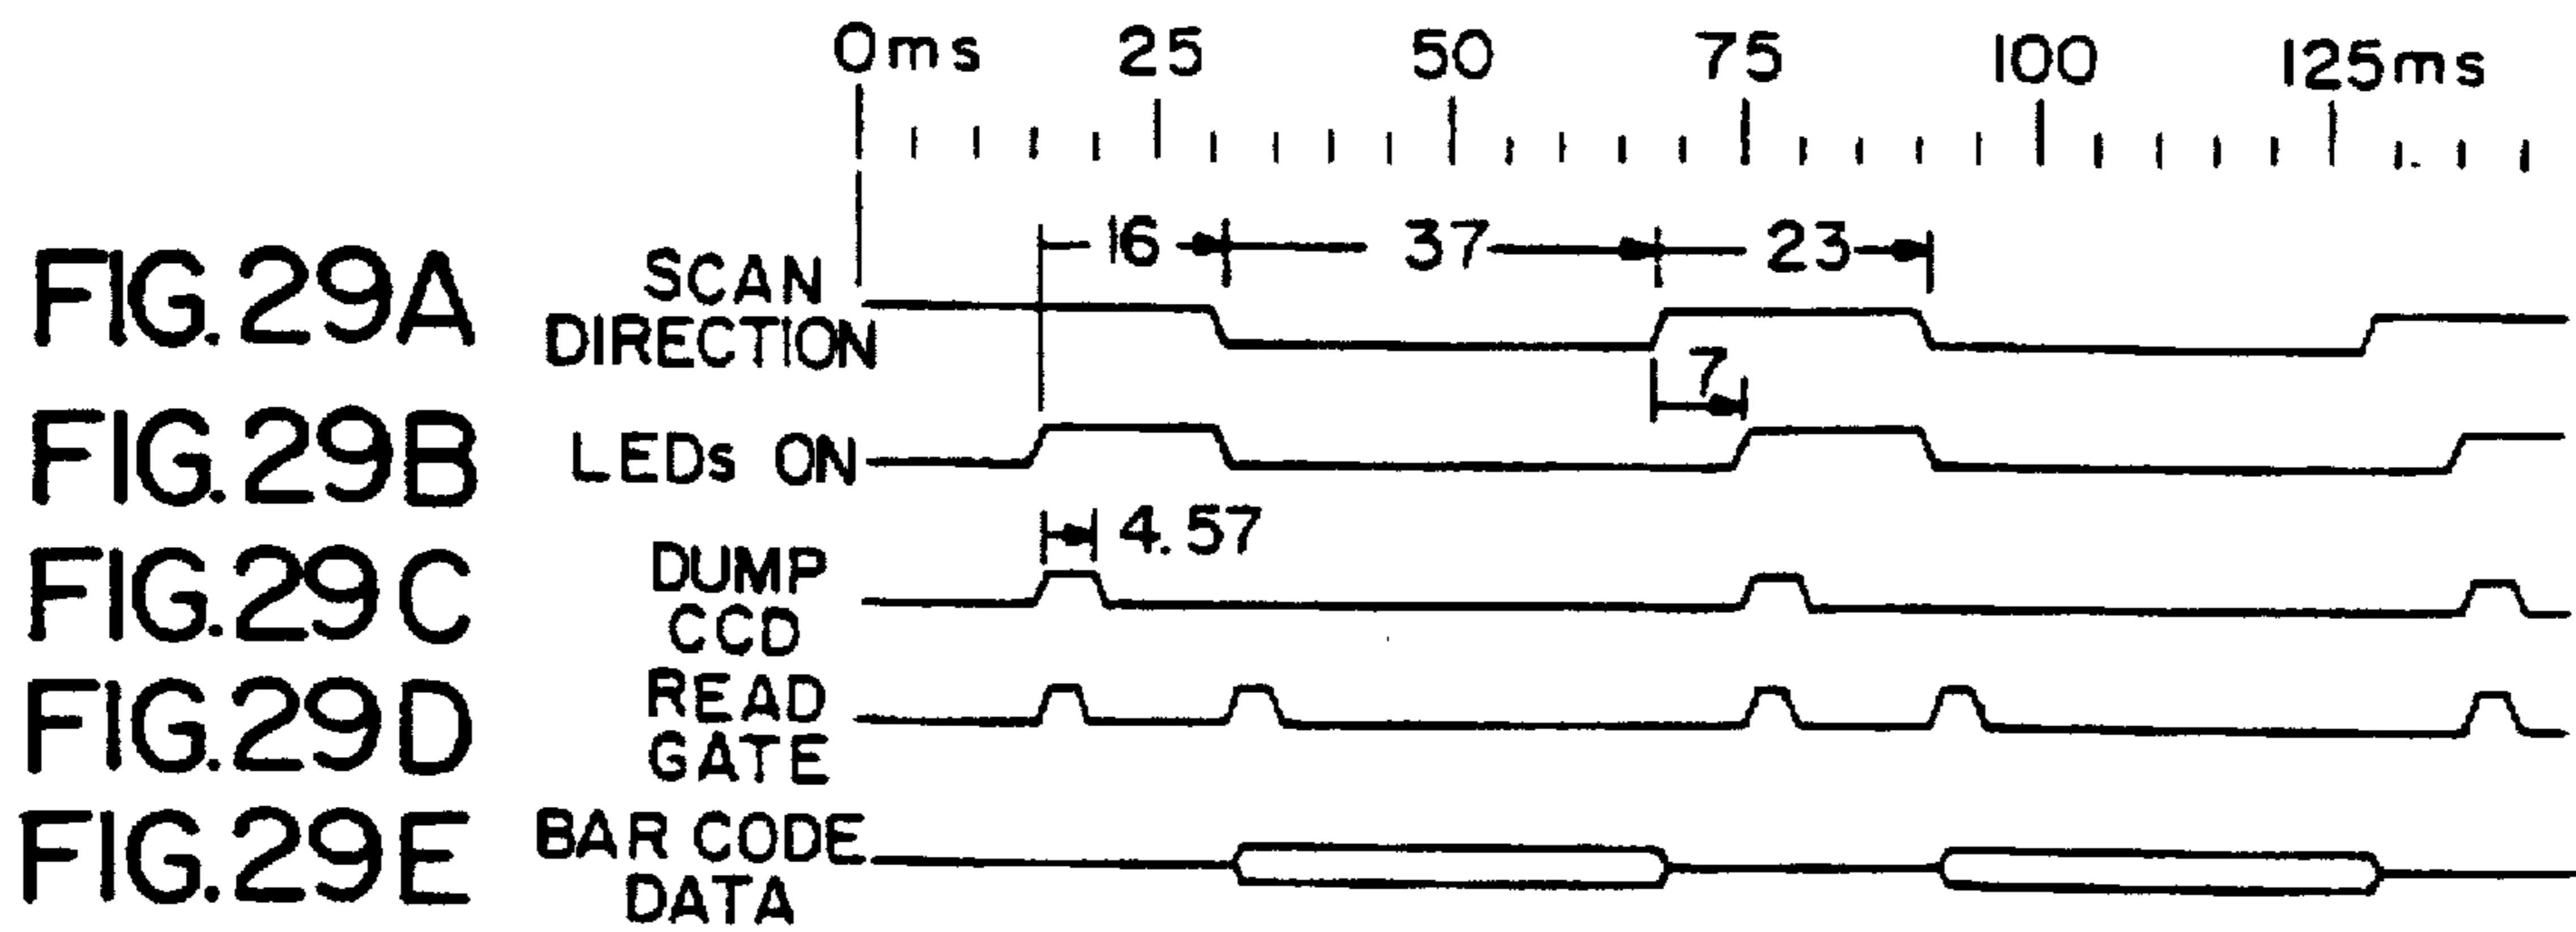 0ms 25 50 75 100 125ms
16 37 23
FIG. 29A SCAN DIRECTION
7
FIG. 29B LEDs ON
4.57
FIG. 29C DUMP CCD
FIG. 29D READ GATE
FIG. 29E BAR CODE DATA